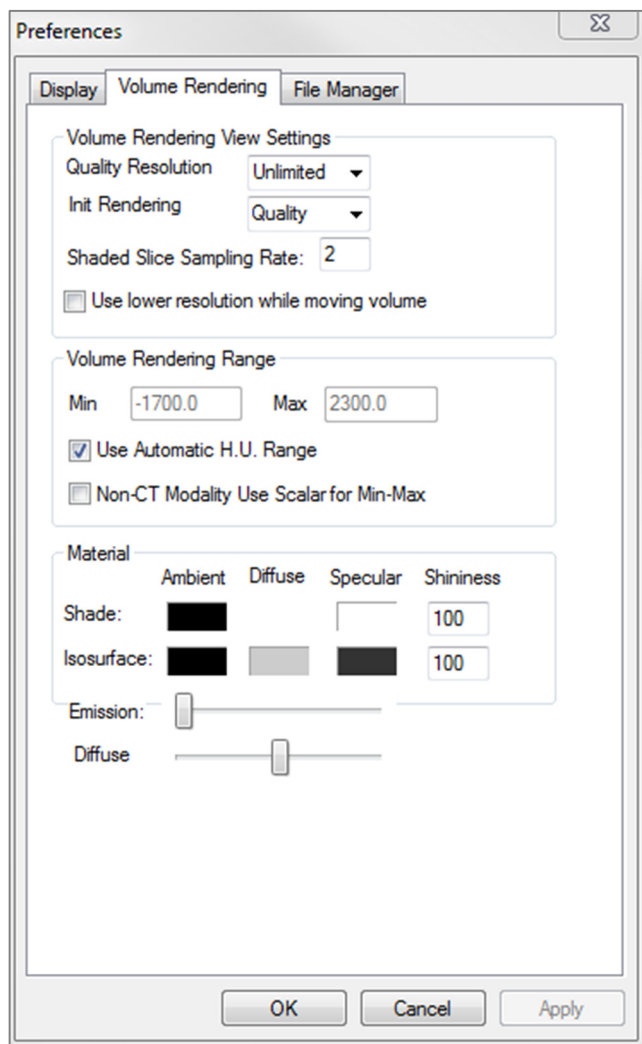 Preferences
Display Volume Rendering File Manager
Volume Rendering View Settings
Quality Resolution Unlimited
Init Rendering Quality
Shaded Slice Sampling Rate: 2
Use lower resolution while moving volume
Volume Rendering Range
Min -1700.0 Max 2300.0
Use Automatic H.U. Range
Non-CT Modality Use Scalar for Min-Max
Material
Ambient Diffuse Specular Shininess
Shade: 100
Isosurface: 100
Emission:
Diffuse
OK Cancel Apply